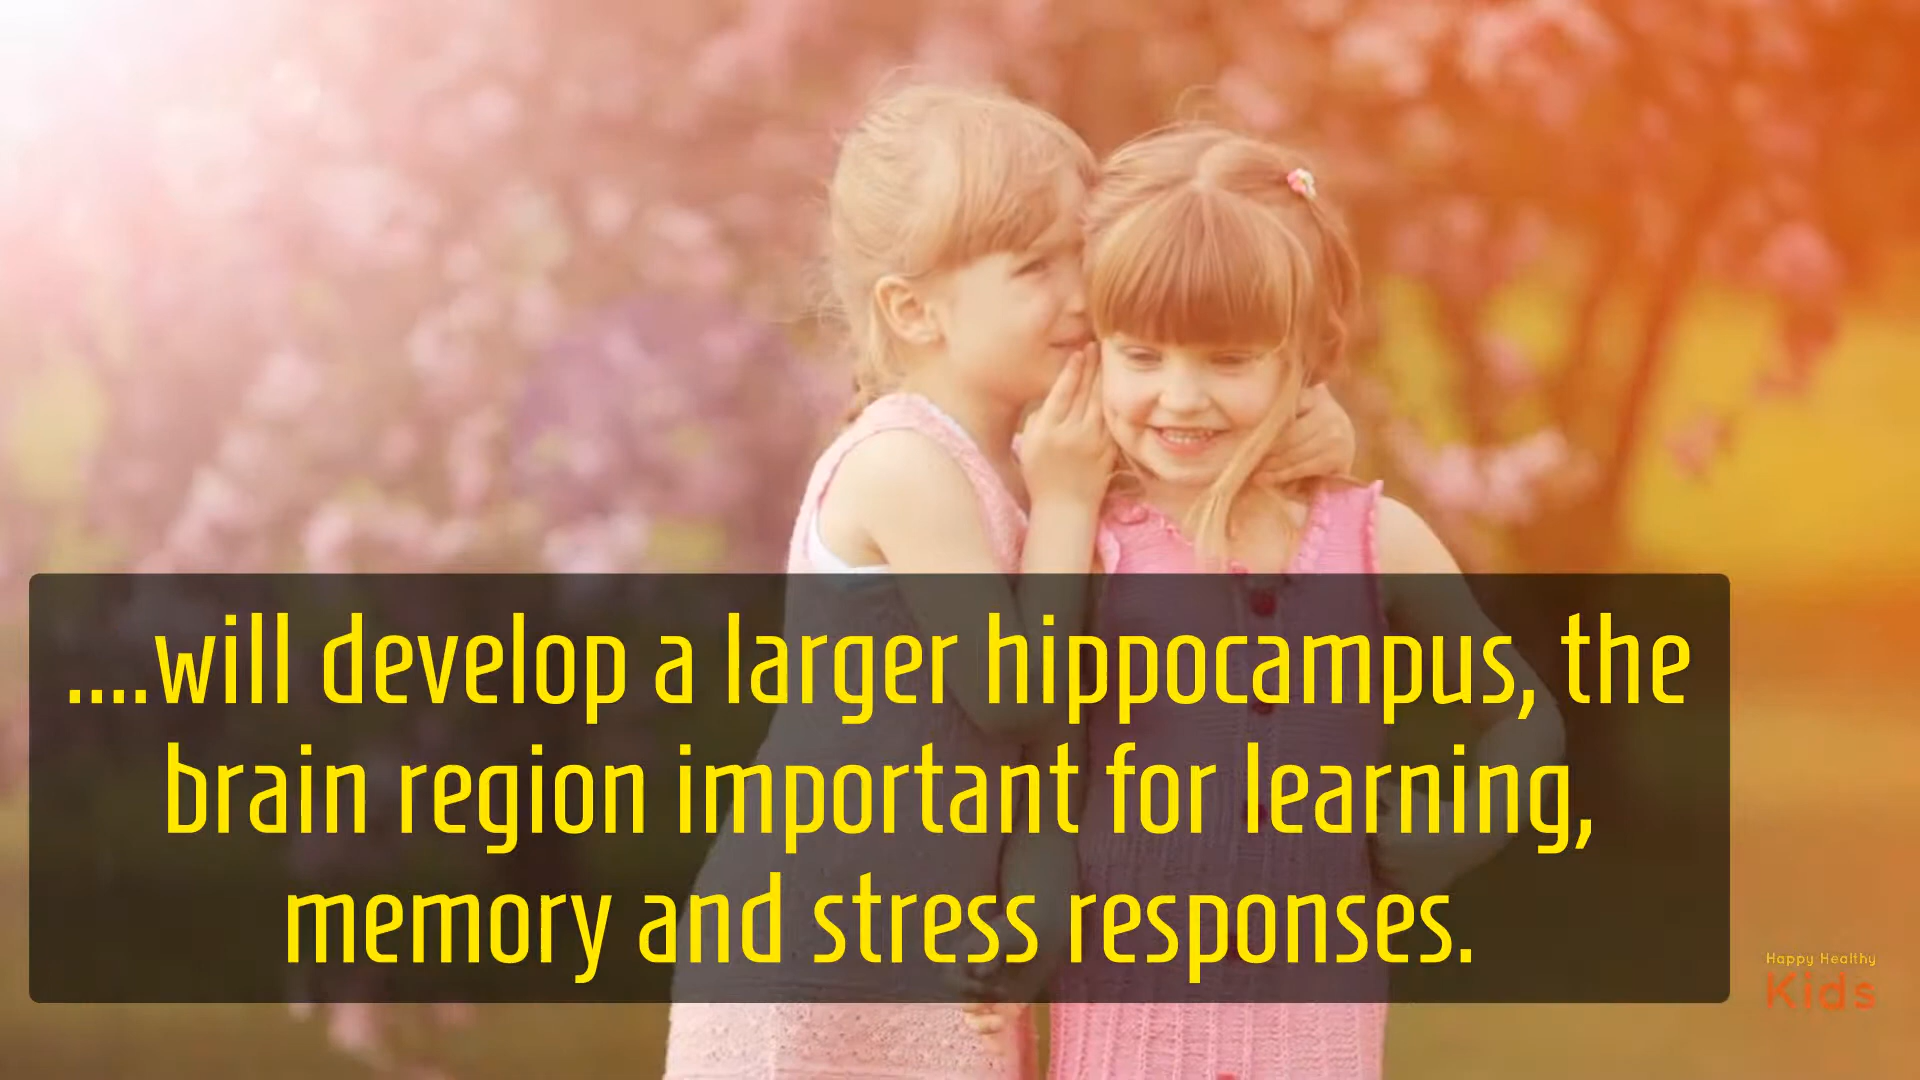 ....will develop a larger hippocampus, the
brain region important for learning,
memory and stress responses.
Happy Healthy
Kids